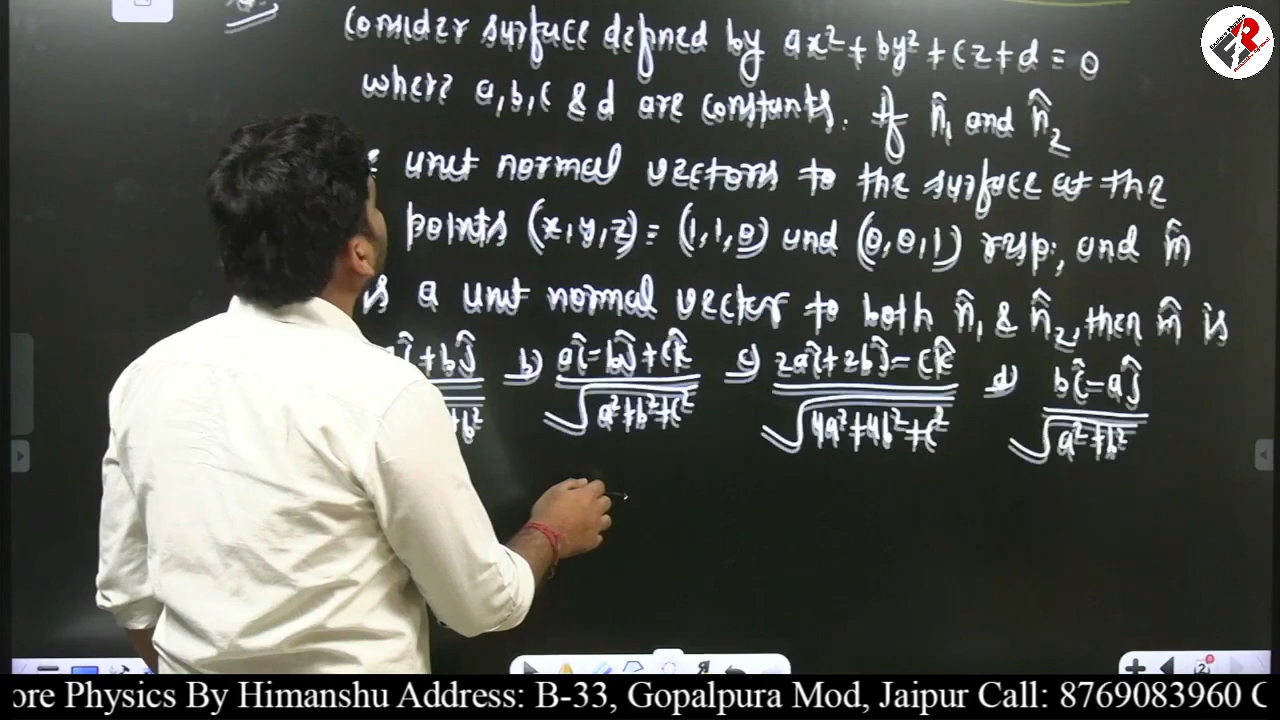 consider surface defined by ax² + by² + cz + d = 0
where a, b, c & d are constants. If n̂₁ and n̂₂
unit normal vectors to the surface at the
points (x, y, z) = (1, 1, 0) and (0, 0, 1) resp., and m̂
is a unit normal vector to both n̂₁ & n̂₂, then m̂ is
aî + bĵ b) aî - bĵ + ck̂ c) 2aî + 2bĵ - ck̂ d) bî - aĵ
+ b² √a² + b² + c² √4a² + 4b² + c² √a² + b²
ore Physics By Himanshu Address: B-33, Gopalpura Mod, Jaipur Call: 8769083960 C